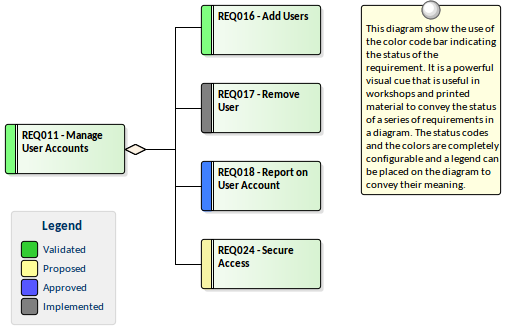 REQ016 - Add Users
REQ017 - Remove
User
REQ011 - Manage
User Accounts
REQ018 - Report on
User Account
REQ024 - Secure
Access
This diagram show the use of
the color code bar indicating
the status of the
requirement. It is a powerful
visual cue that is useful in
workshops and printed
material to convey the status
of a series of requirements in
a diagram. The status codes
and the colors are completely
configurable and a legend can
be placed on the diagram to
convey their meaning.
Legend
Validated
Proposed
Approved
Implemented